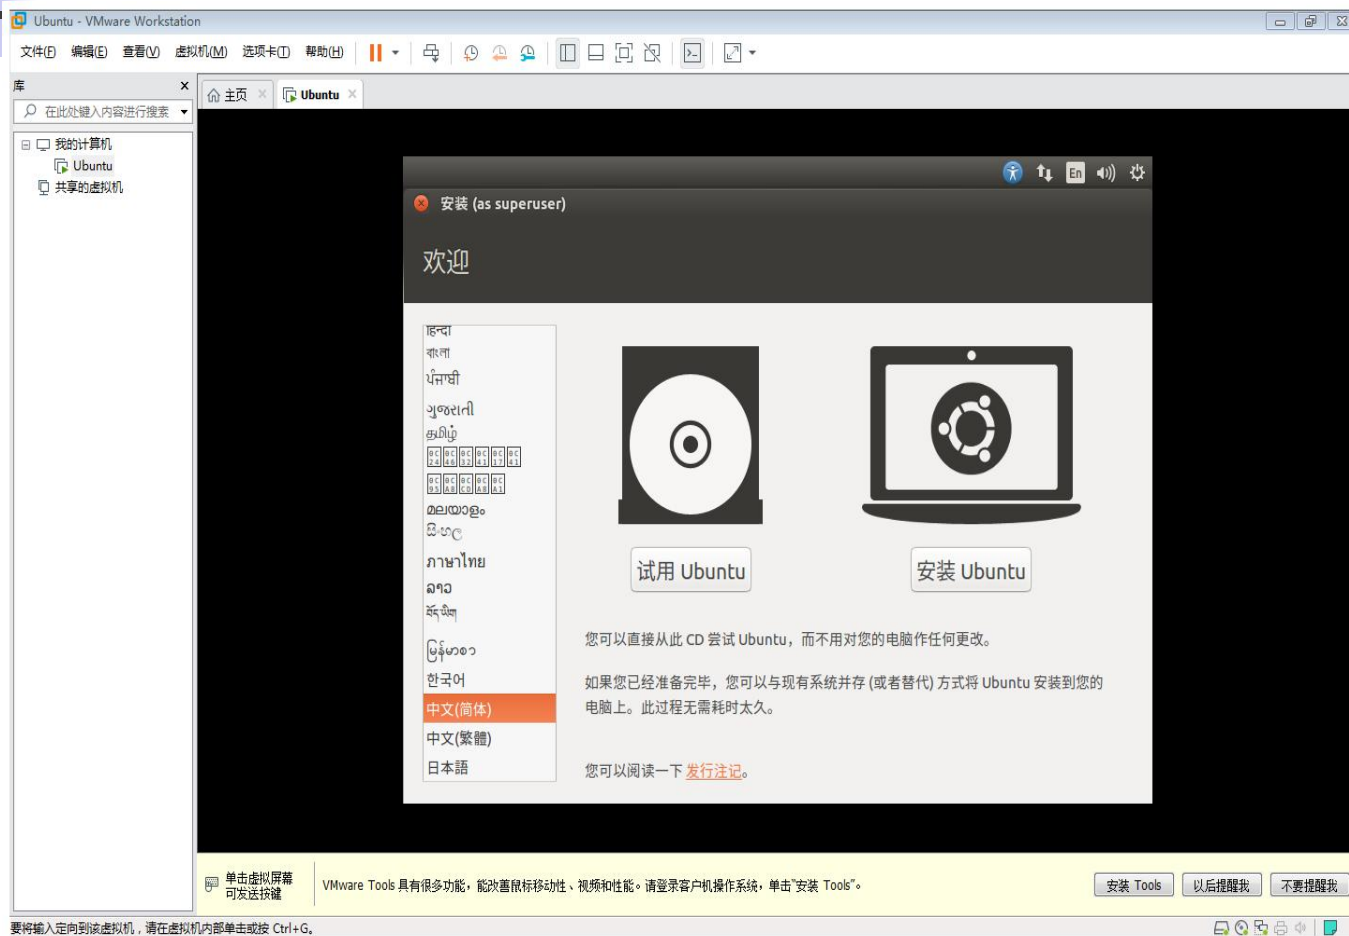 Ubuntu - VMware Workstation
文件(F) 编辑(E) 查看(V) 虚拟机(M) 选项卡(T) 帮助(H)
库
主页
Ubuntu
在此处键入内容进行搜索
我的计算机
Ubuntu
共享的虚拟机
En
安装 (as superuser)
欢迎
हिन्दी
বাংলা
ਪੰਜਾਬੀ
ગુજરાતી
தமிழ்
മലയാളം
සිංහල
ภาษาไทย
ລາວ
မြန်မာစာ
한국어
中文(简体)
中文(繁體)
日本語
试用 Ubuntu
安装 Ubuntu
您可以直接从此 CD 尝试 Ubuntu，而不用对您的电脑作任何更改。
如果您已经准备完毕，您可以与现有系统并存 (或者替代) 方式将 Ubuntu 安装到您的
电脑上。此过程无需耗时太久。
您可以阅读一下 发行注记。
单击虚拟屏幕
可发送按键
VMware Tools 具有很多功能，能改善鼠标移动性、视频和性能。请登录客户机操作系统，单击“安装 Tools”。
安装 Tools
以后提醒我
不要提醒我
要将输入定向到该虚拟机，请在虚拟机内部单击或按 Ctrl+G。